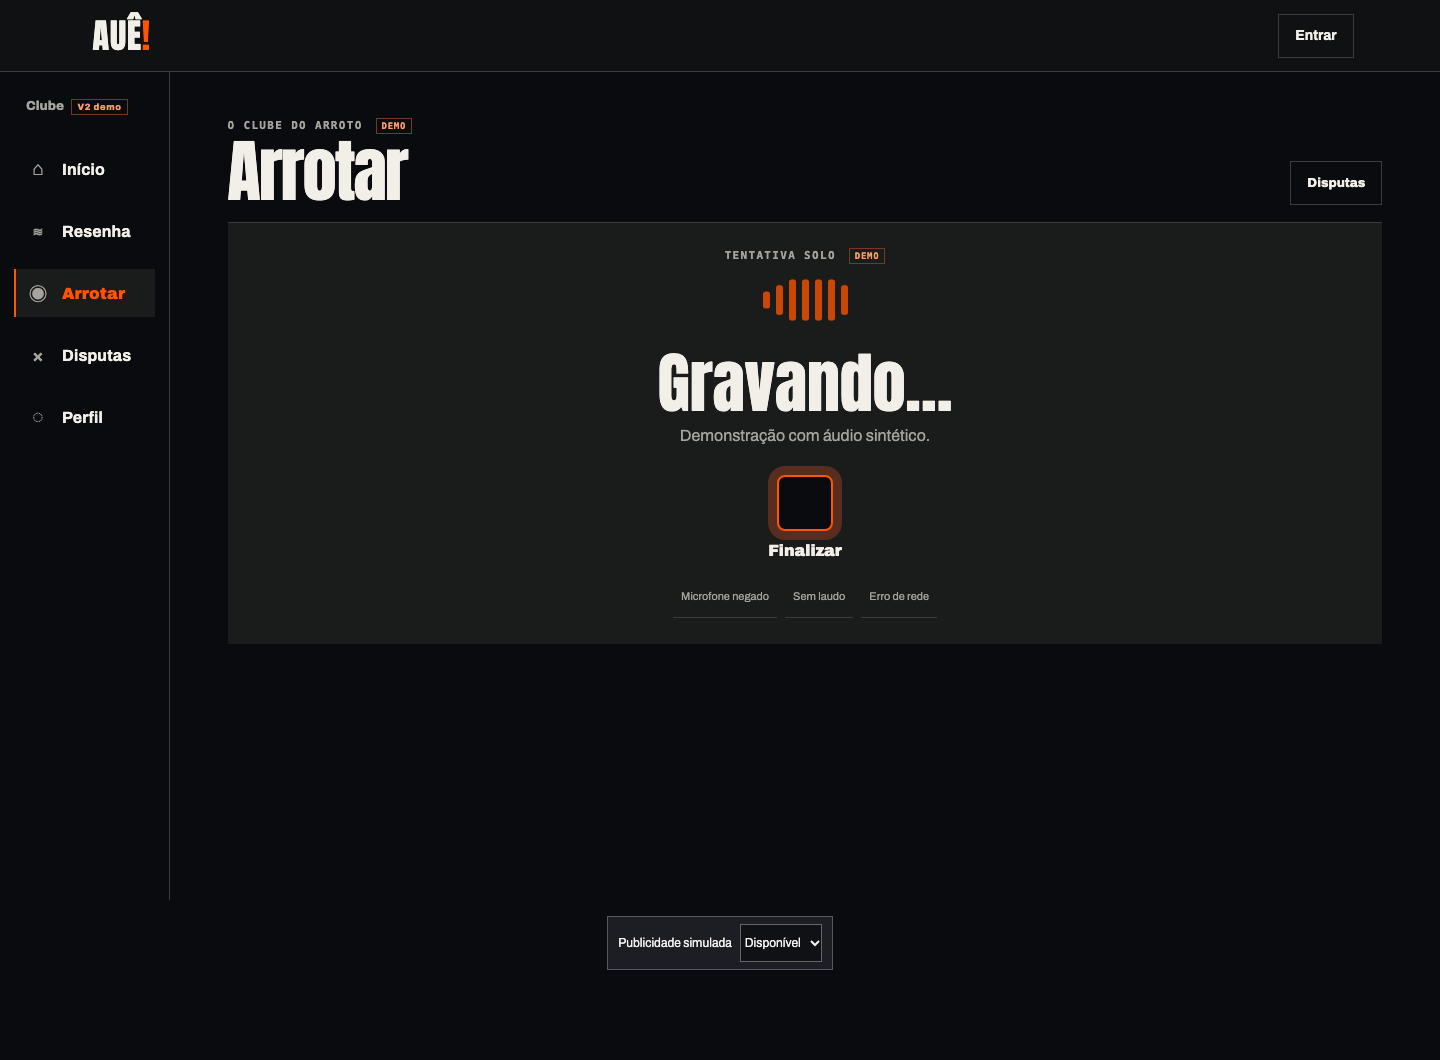 AUÊ!
Entrar
Clube V2 demo
Início
Resenha
Arrotar
Disputas
Perfil
O CLUBE DO ARROTO DEMO
Arrotar
Disputas
TENTATIVA SOLO DEMO
Gravando...
Demonstração com áudio sintético.
Finalizar
Microfone negado Sem laudo Erro de rede
Publicidade simulada Disponível